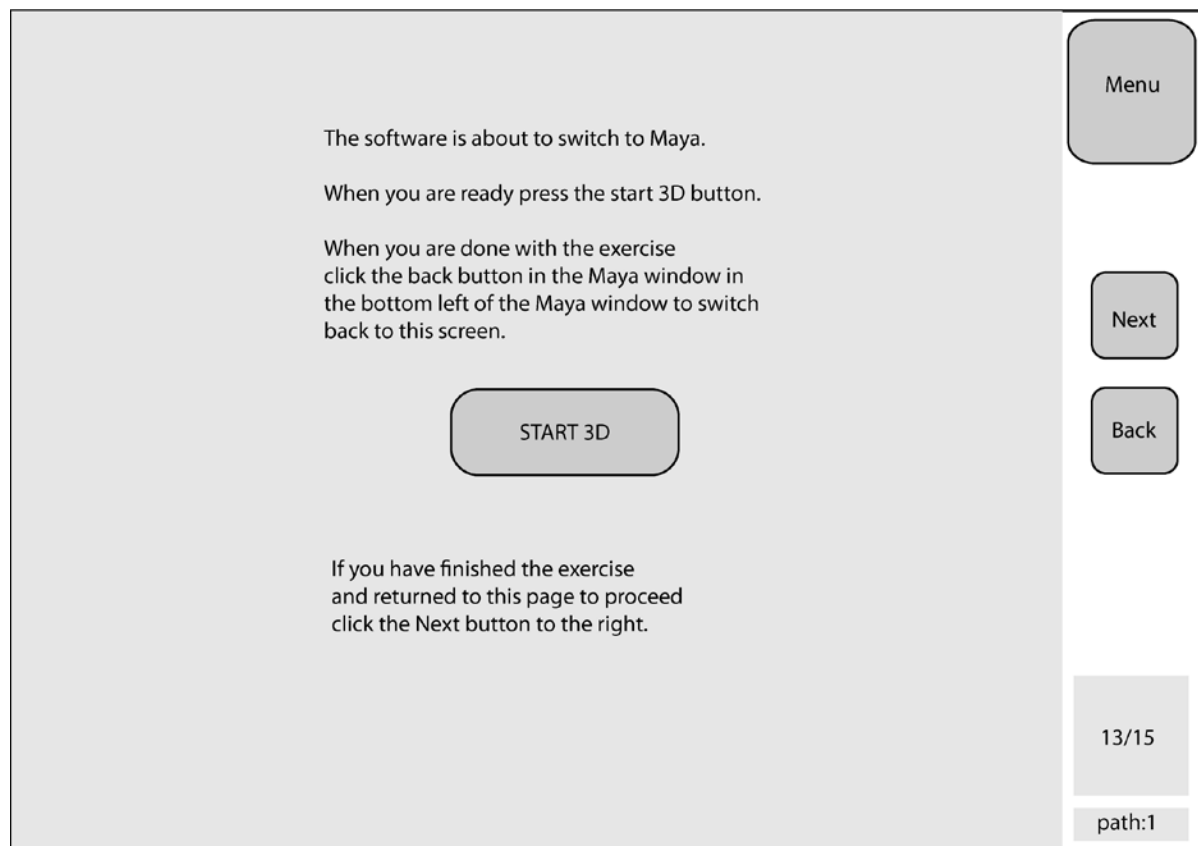 The software is about to switch to Maya.
When you are ready press the start 3D button.
When you are done with the exercise
click the back button in the Maya window in
the bottom left of the Maya window to switch
back to this screen.
START 3D
If you have finished the exercise
and returned to this page to proceed
click the Next button to the right.
Menu
Next
Back
13/15
path:1